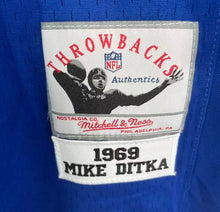 THROWBACKS
NFL
Authentics
NOSTALGIA CO.
Mitchell & Ness
PHILADELPHIA, PA
1969
MIKE DITKA